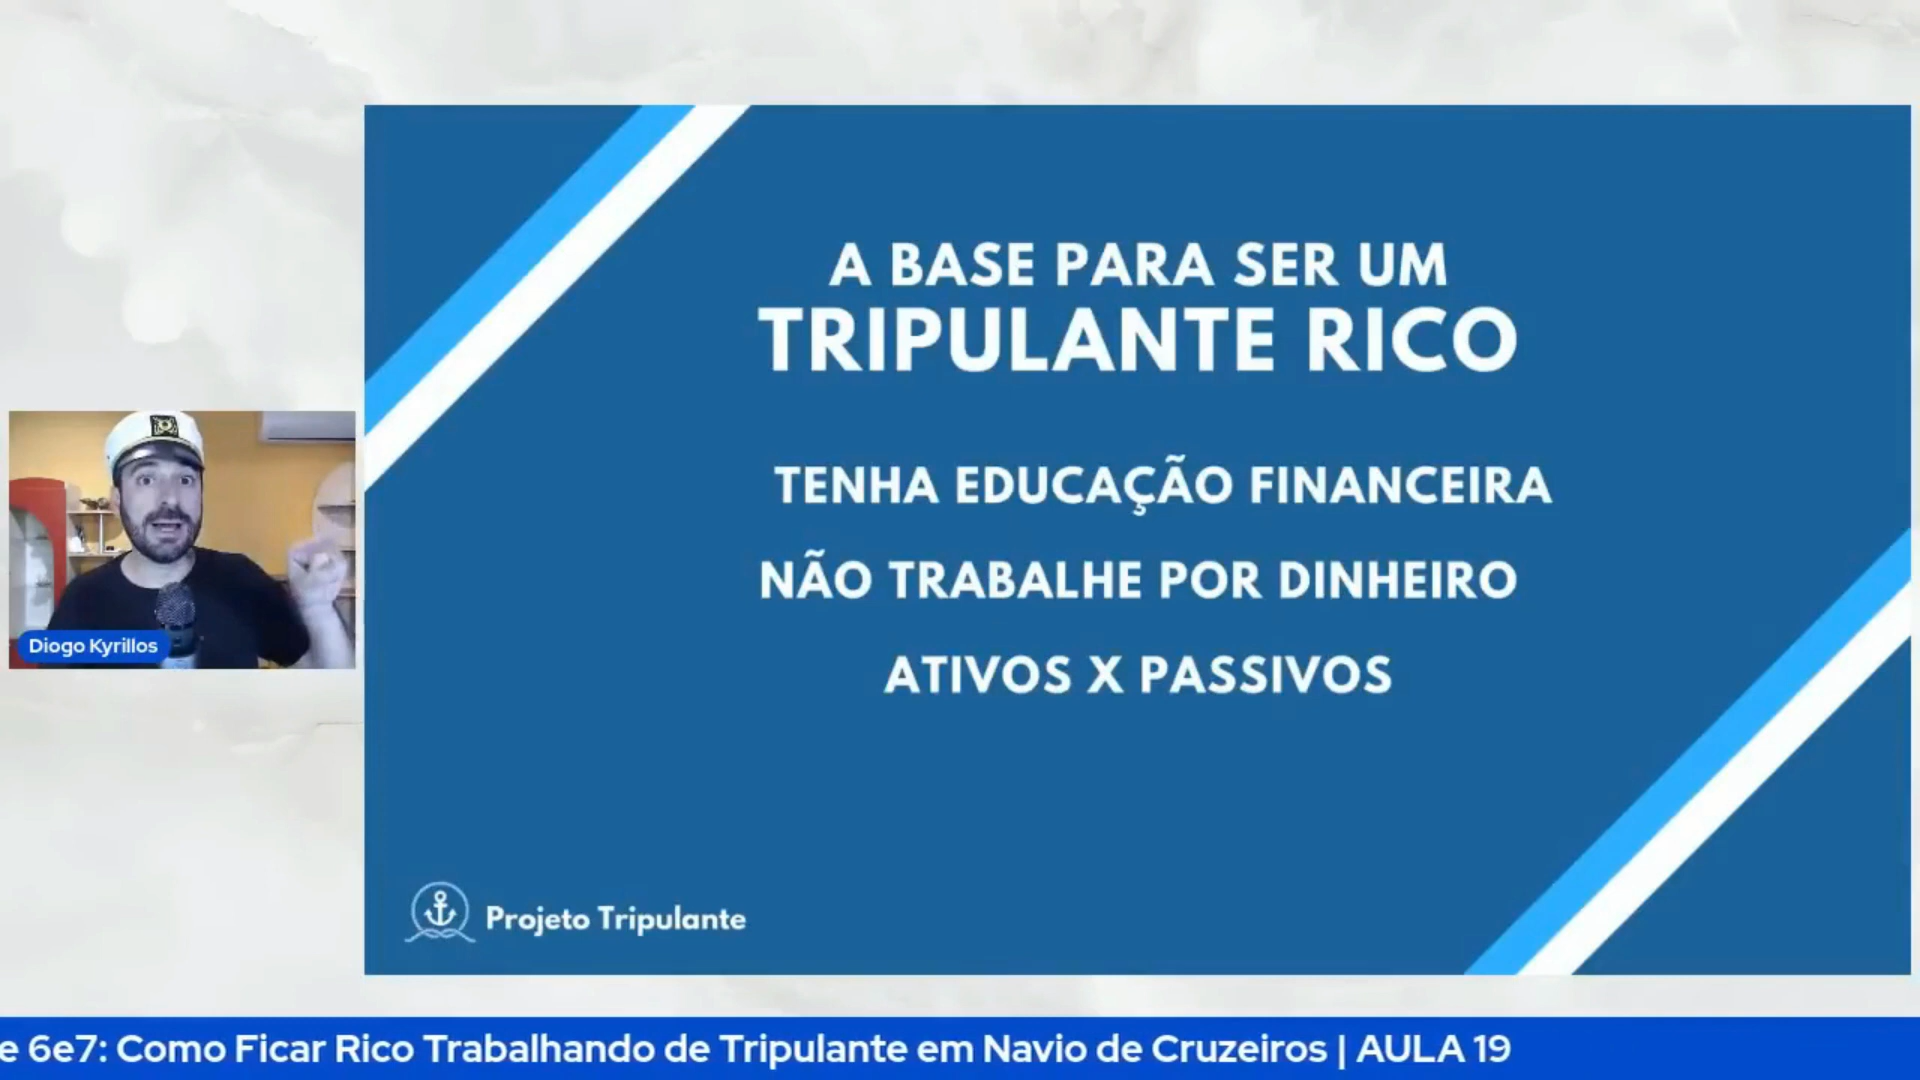 A BASE PARA SER UM
TRIPULANTE RICO
TENHA EDUCAÇÃO FINANCEIRA
NÃO TRABALHE POR DINHEIRO
ATIVOS X PASSIVOS
Diogo Kyrillos
Projeto Tripulante
e 6e7: Como Ficar Rico Trabalhando de Tripulante em Navio de Cruzeiros | AULA 19